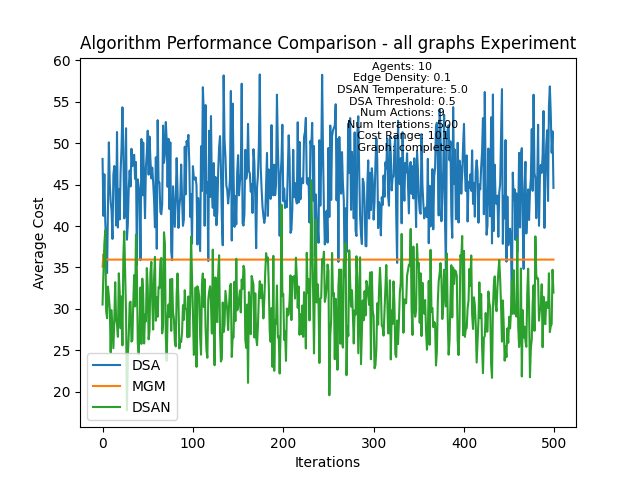 Algorithm Performance Comparison - all graphs Experiment
Agents: 10
Edge Density: 0.1
DSAN Temperature: 5.0
DSA Threshold: 0.5
Num Actions: 9
Num Iterations: 500
Cost Range: 101
Graph: complete
60
55
50
45
40
35
30
25
20
Average Cost
DSA
MGM
DSAN
0
100
200
300
400
500
Iterations